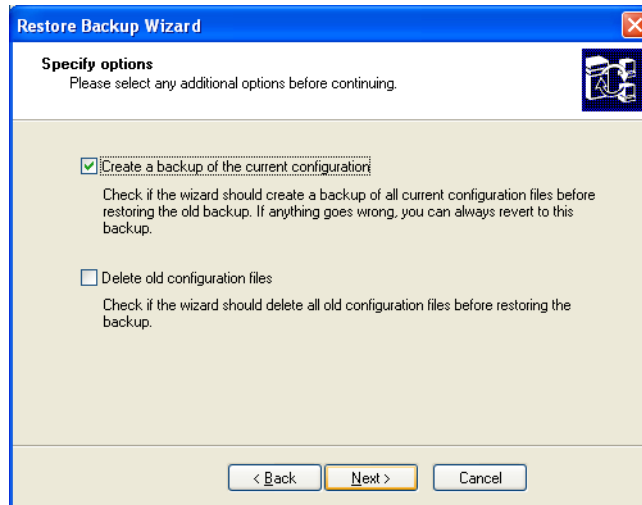 Restore Backup Wizard
Specify options
Please select any additional options before continuing.
Create a backup of the current configuration
Check if the wizard should create a backup of all current configuration files before
restoring the old backup. If anything goes wrong, you can always revert to this
backup.
Delete old configuration files
Check if the wizard should delete all old configuration files before restoring the
backup.
< Back
Next >
Cancel